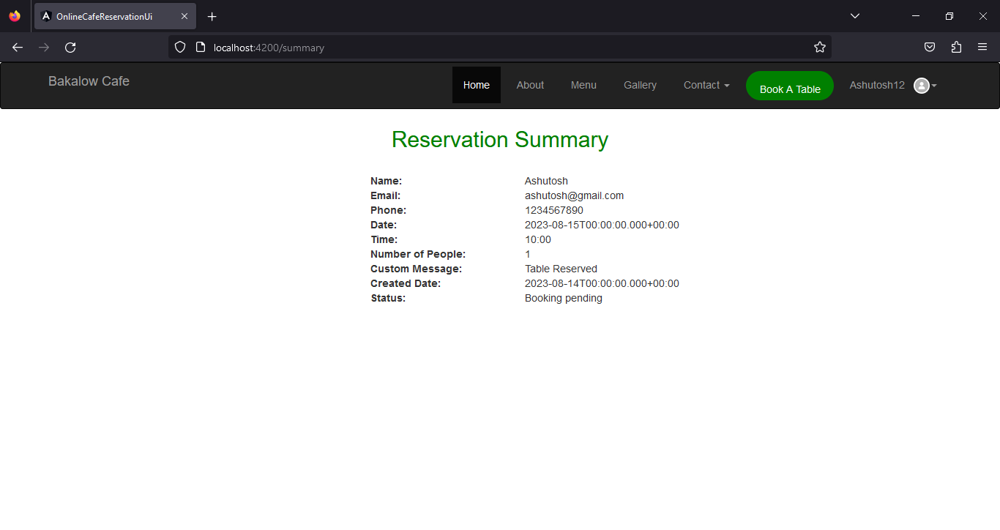 OnlineCafeReservationUi
localhost:4200/summary
Bakalow Cafe Home About Menu Gallery Contact Book A Table Ashutosh12
Reservation Summary
Name: Ashutosh
Email: ashutosh@gmail.com
Phone: 1234567890
Date: 2023-08-15T00:00:00.000+00:00
Time: 10:00
Number of People: 1
Custom Message: Table Reserved
Created Date: 2023-08-14T00:00:00.000+00:00
Status: Booking pending